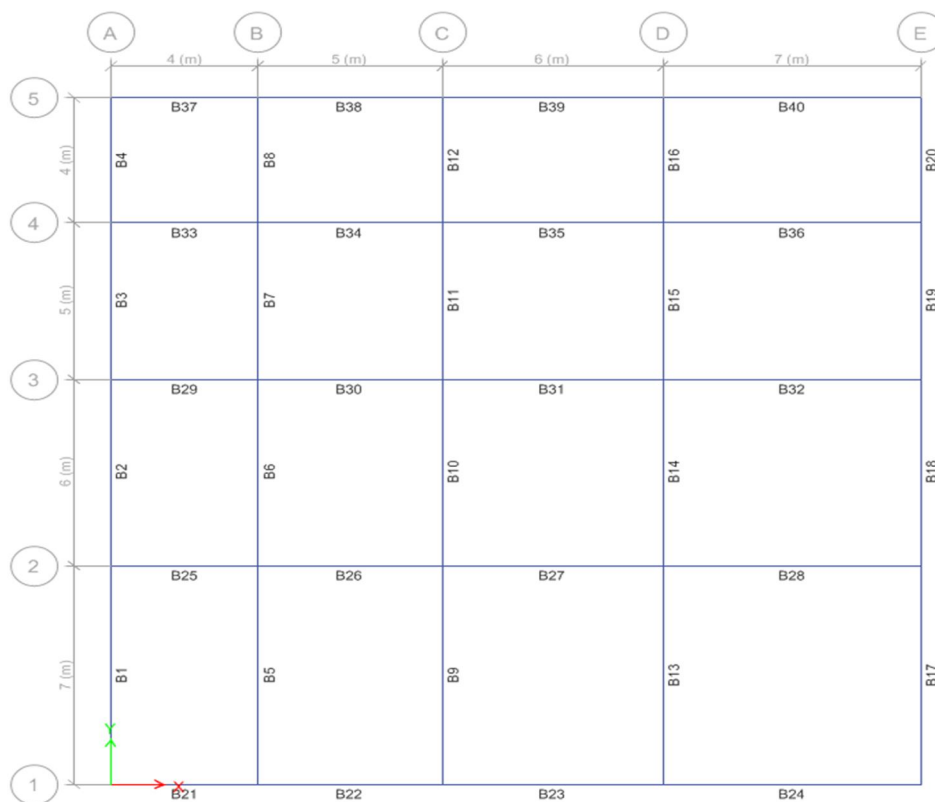 A B C D E
4 (m) 5 (m) 6 (m) 7 (m)
5
B37 B38 B39 B40
4 (m) B4 B8 B12 B16 B20
4
B33 B34 B35 B36
5 (m) B3 B7 B11 B15 B19
3
B29 B30 B31 B32
6 (m) B2 B6 B10 B14 B18
2
B25 B26 B27 B28
7 (m) B1 B5 B9 B13 B17
Y
1 X
B21 B22 B23 B24